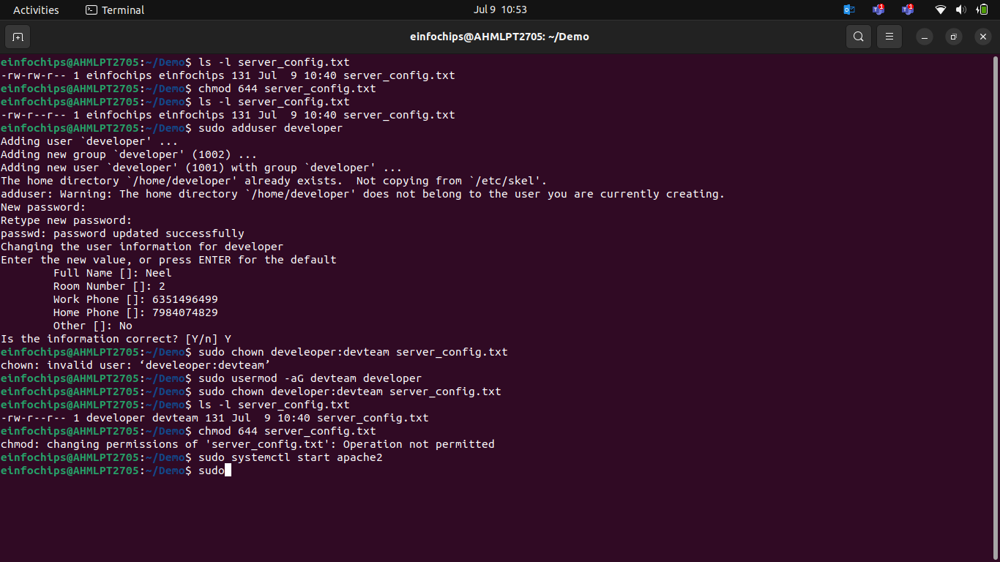 Activities
Terminal
Jul 9 10:53
1
1
einfochips@AHMLPT2705: ~/Demo
einfochips@AHMLPT2705:~/Demo$ ls -l server_config.txt
-rw-rw-r-- 1 einfochips einfochips 131 Jul  9 10:40 server_config.txt
einfochips@AHMLPT2705:~/Demo$ chmod 644 server_config.txt
einfochips@AHMLPT2705:~/Demo$ ls -l server_config.txt
-rw-r--r-- 1 einfochips einfochips 131 Jul  9 10:40 server_config.txt
einfochips@AHMLPT2705:~/Demo$ sudo adduser developer
Adding user `developer' ...
Adding new group `developer' (1002) ...
Adding new user `developer' (1001) with group `developer' ...
The home directory `/home/developer' already exists.  Not copying from `/etc/skel'.
adduser: Warning: The home directory `/home/developer' does not belong to the user you are currently creating.
New password:
Retype new password:
passwd: password updated successfully
Changing the user information for developer
Enter the new value, or press ENTER for the default
        Full Name []: Neel
        Room Number []: 2
        Work Phone []: 6351496499
        Home Phone []: 7984074829
        Other []: No
Is the information correct? [Y/n] Y
einfochips@AHMLPT2705:~/Demo$ sudo chown develeoper:devteam server_config.txt
chown: invalid user: ‘develeoper:devteam’
einfochips@AHMLPT2705:~/Demo$ sudo usermod -aG devteam developer
einfochips@AHMLPT2705:~/Demo$ sudo chown developer:devteam server_config.txt
einfochips@AHMLPT2705:~/Demo$ ls -l server_config.txt
-rw-r--r-- 1 developer devteam 131 Jul  9 10:40 server_config.txt
einfochips@AHMLPT2705:~/Demo$ chmod 644 server_config.txt
chmod: changing permissions of 'server_config.txt': Operation not permitted
einfochips@AHMLPT2705:~/Demo$ sudo systemctl start apache2
einfochips@AHMLPT2705:~/Demo$ sudo